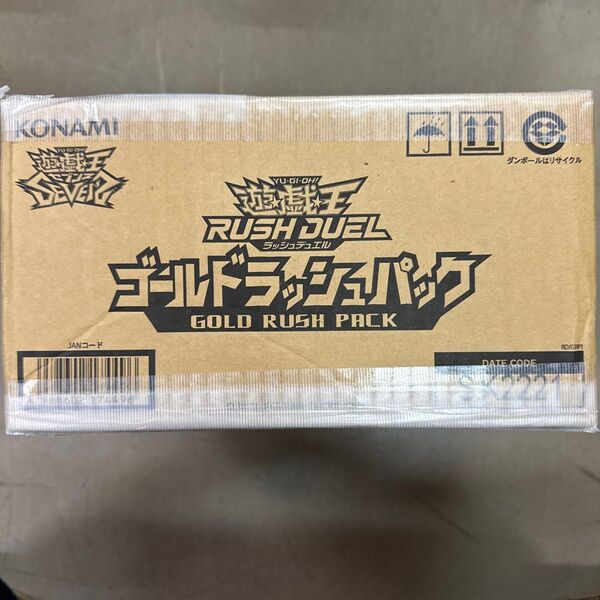 KONAMI
遊☆戯☆王
SEVENS
ダンボールはリサイクル
YU-GI-OH!
遊☆戯☆王
RUSH DUEL
ラッシュデュエル
ゴールドラッシュパック
GOLD RUSH PACK
JANコード
RD/GRP1
DATE CODE
SX2221